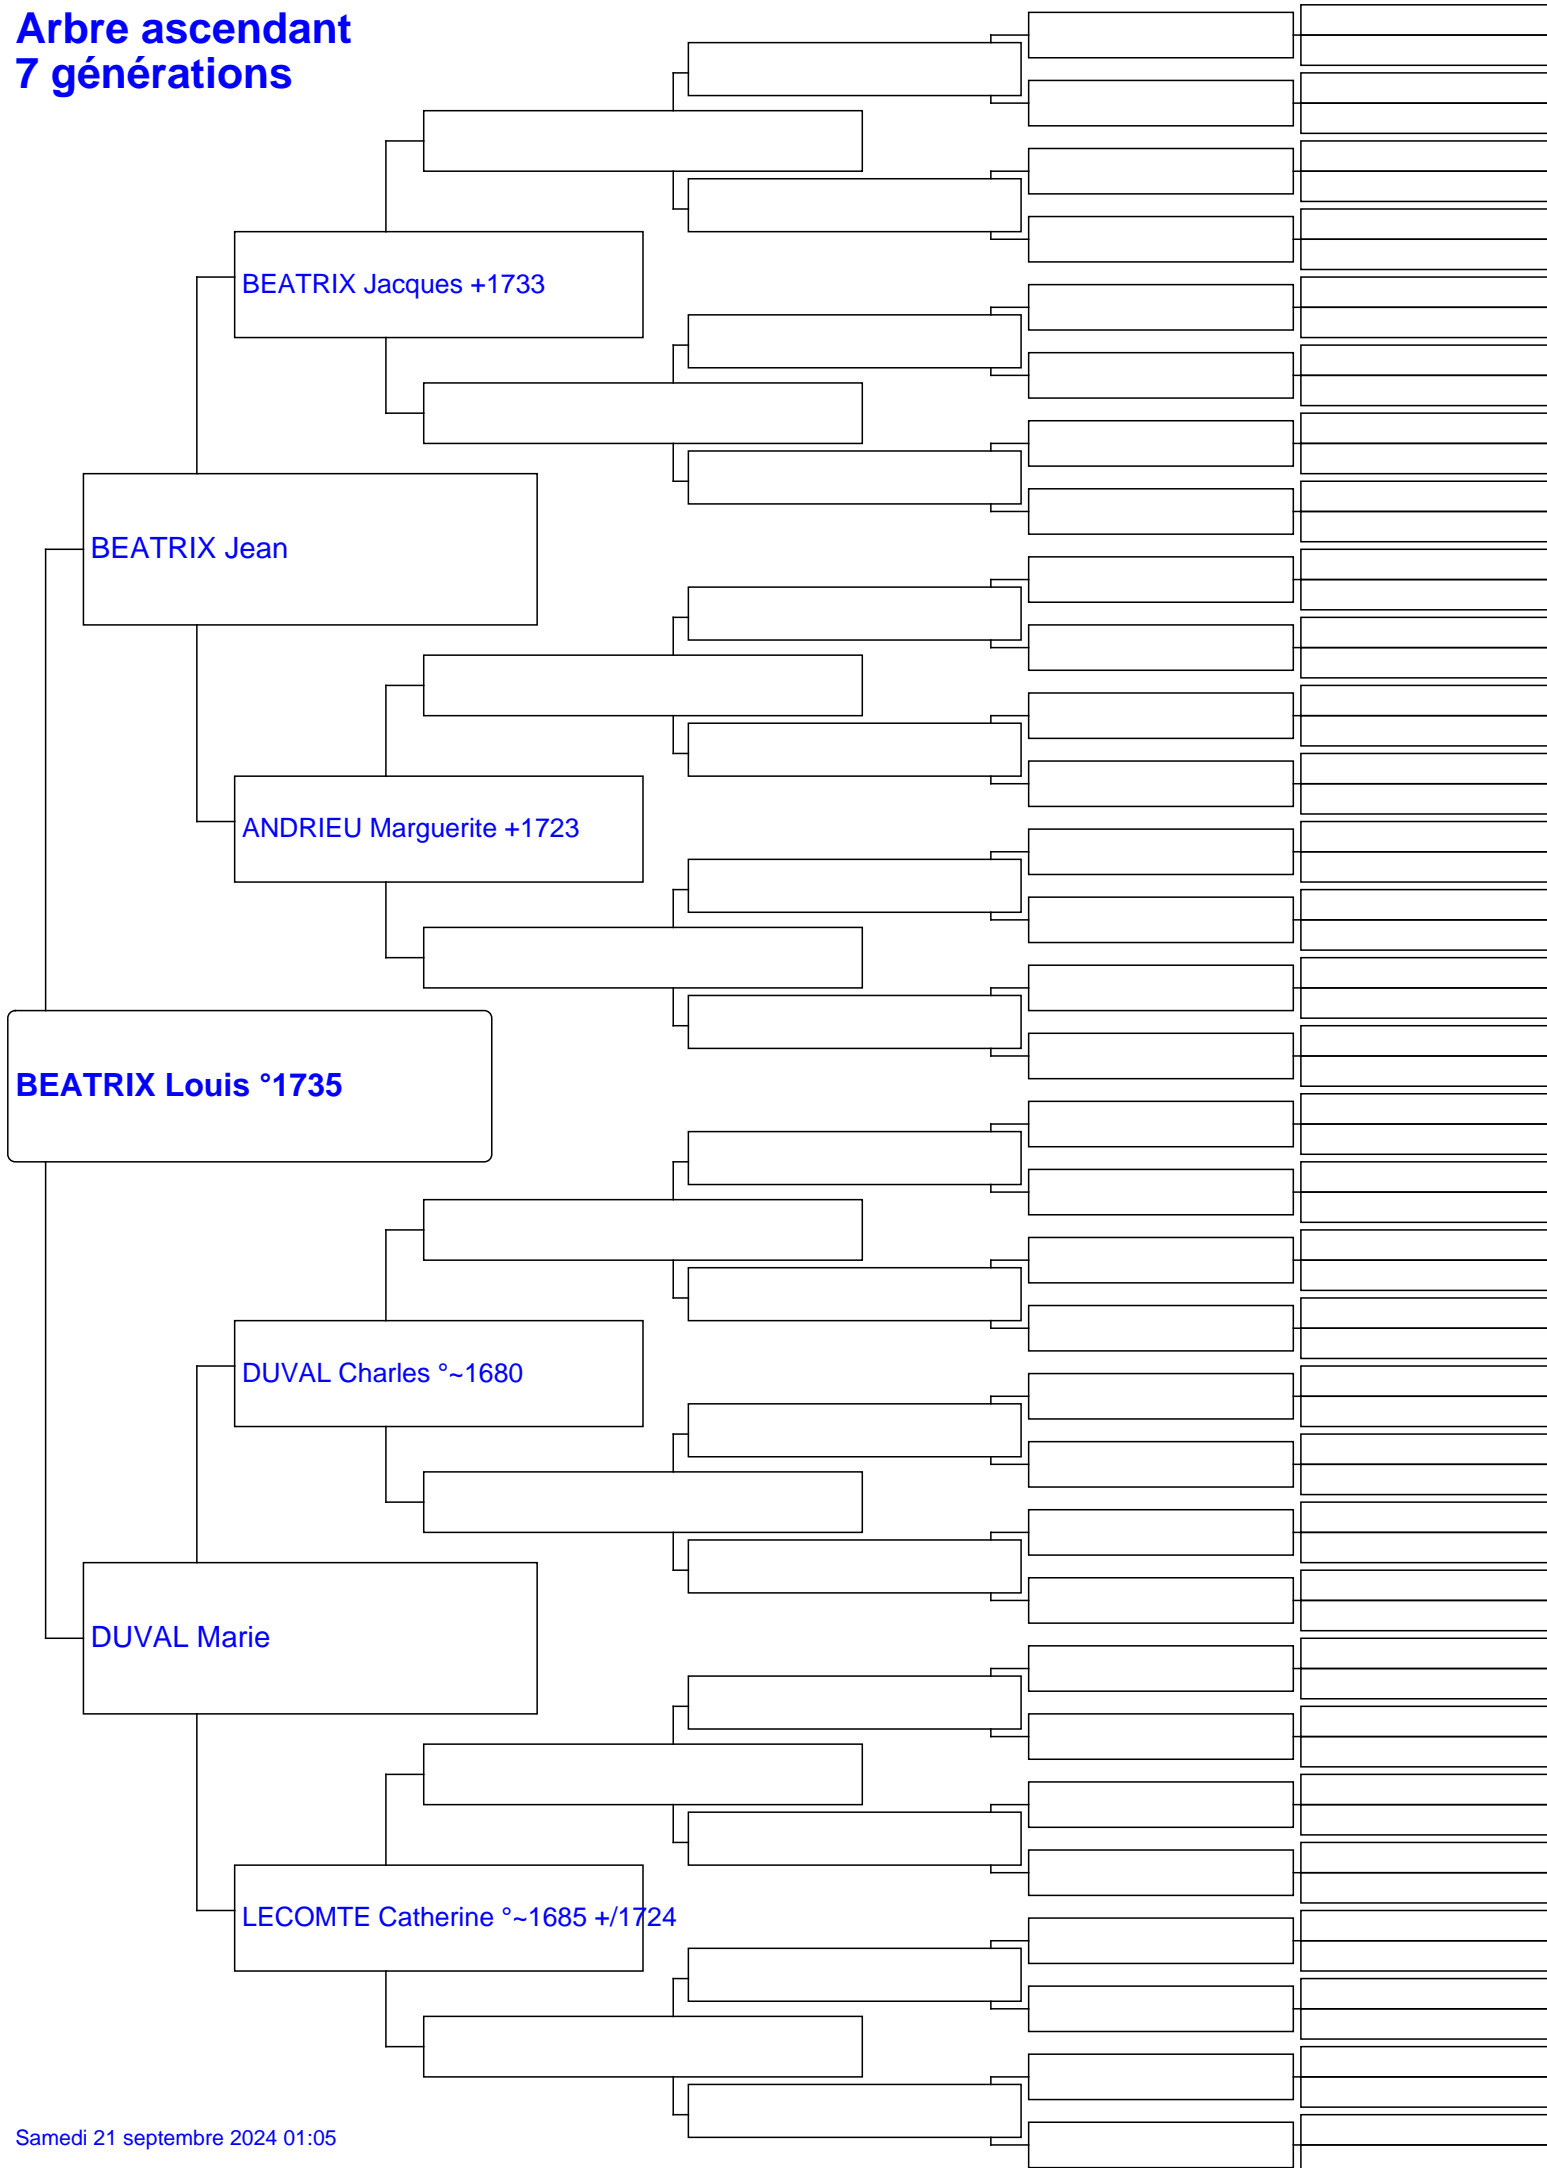 Arbre ascendant
7 générations
BEATRIX Jacques +1733
BEATRIX Jean
ANDRIEU Marguerite +1723
BEATRIX Louis °1735
DUVAL Charles °~1680
DUVAL Marie
LECOMTE Catherine °~1685 +/1724
Samedi 21 septembre 2024 01:05